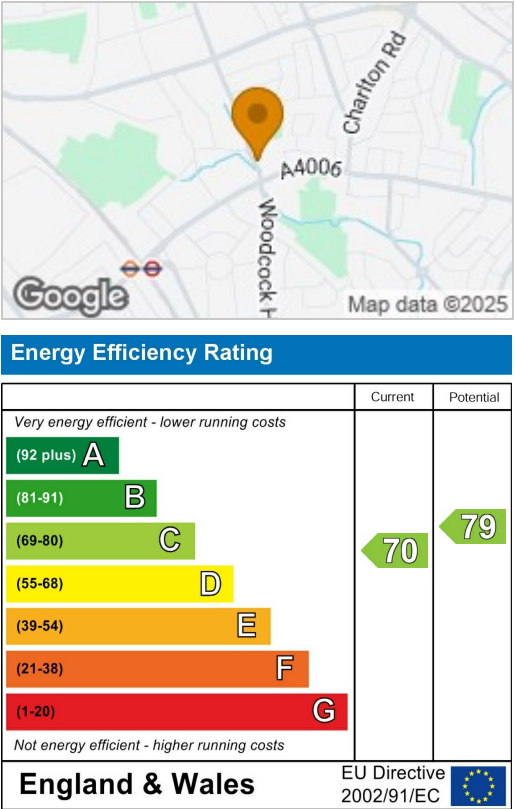 Charlton Rd
A4006
Woodcock H
Google
Map data ©2025
Energy Efficiency Rating
Current
Potential
Very energy efficient - lower running costs
(92 plus) A
(81-91) B
(69-80) C
(55-68) D
(39-54) E
(21-38) F
(1-20) G
70
79
Not energy efficient - higher running costs
England & Wales
EU Directive
2002/91/EC